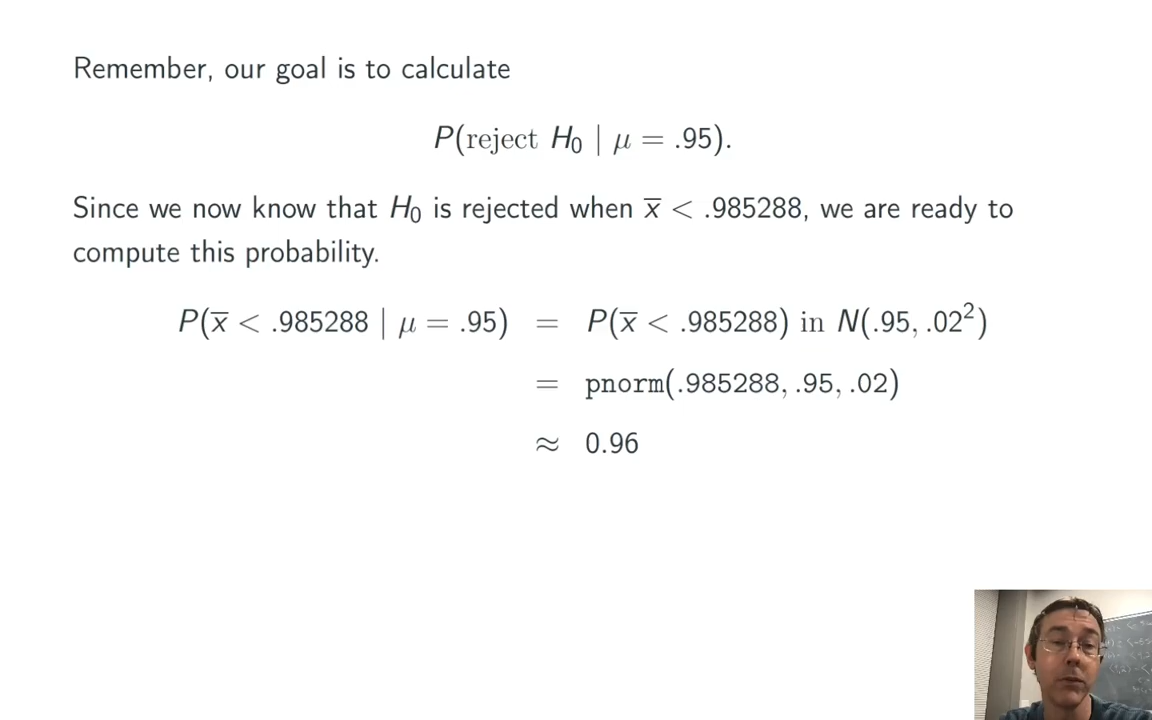 Remember, our goal is to calculate
P(reject H₀ | μ = .95).
Since we now know that H₀ is rejected when x̅ < .985288, we are ready to
compute this probability.
P(x̅ < .985288 | μ = .95) = P(x̅ < .985288) in N(.95, .02²)
= pnorm(.985288, .95, .02)
≈ 0.96